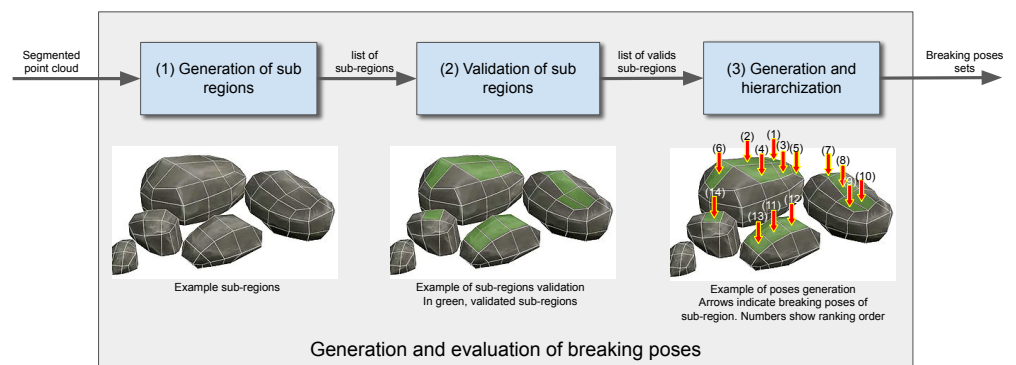 Segmented
point cloud
(1) Generation of sub
regions
list of
sub-regions
(2) Validation of sub
regions
list of valids
sub-regions
(3) Generation and
hierarchization
Breaking poses
sets
Example sub-regions
Example of sub-regions validation
In green, validated sub-regions
(1)
(2)
(3)
(4)
(5)
(6)
(7)
(8)
(10)
(11)
(12)
(13)
(14)
Example of poses generation
Arrows indicate breaking poses of
sub-region. Numbers show ranking order
Generation and evaluation of breaking poses